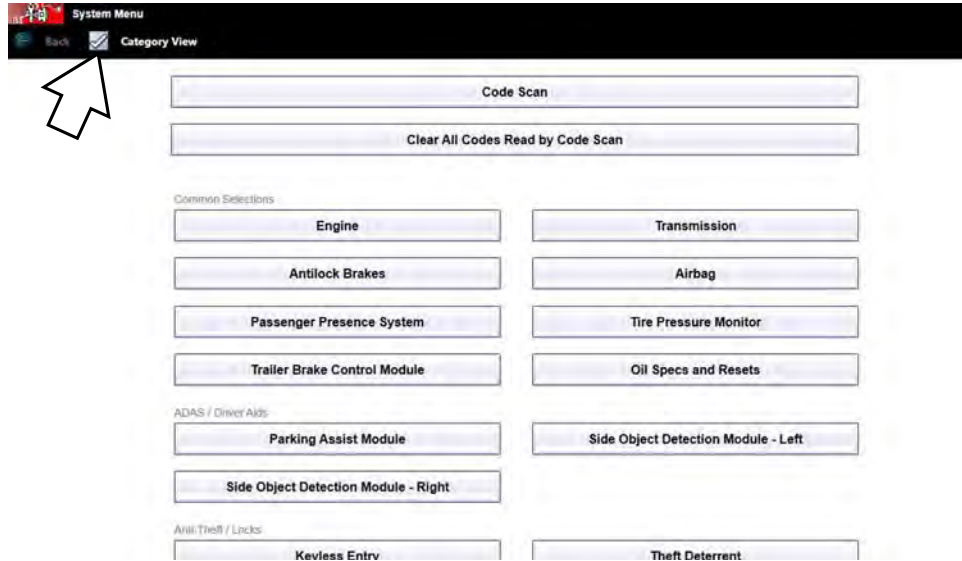 System Menu
Back Category View
Code Scan
Clear All Codes Read by Code Scan
Common Selections
Engine Transmission
Antilock Brakes Airbag
Passenger Presence System Tire Pressure Monitor
Trailer Brake Control Module Oil Specs and Resets
ADAS / Driver Aids
Parking Assist Module Side Object Detection Module - Left
Side Object Detection Module - Right
Anti Theft / Locks
Keyless Entry Theft Deterrent